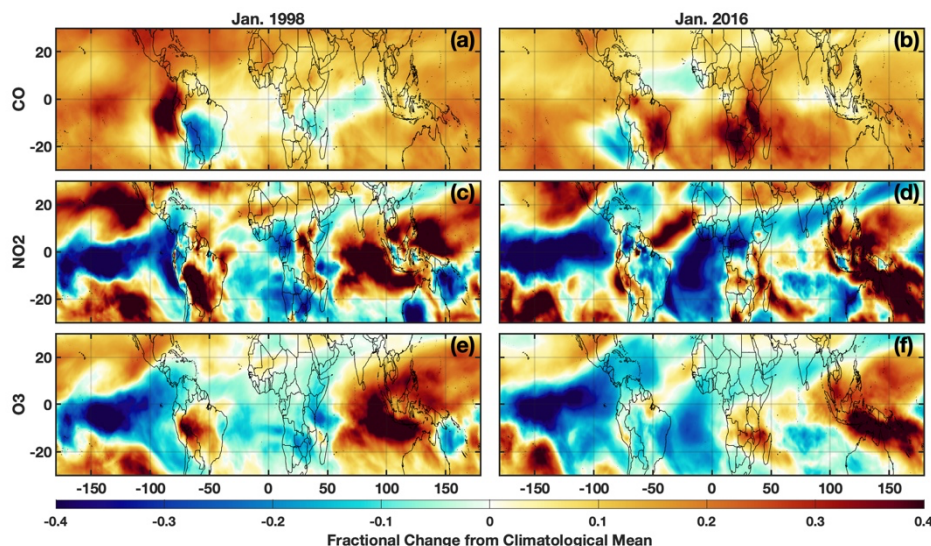 Jan. 1998 Jan. 2016
20 (a) (b)
CO 0
-20
20 (c) (d)
NO2 0
-20
20 (e) (f)
O3 0
-20
-150 -100 -50 0 50 100 150 -150 -100 -50 0 50 100 150
-0.4 -0.3 -0.2 -0.1 0 0.1 0.2 0.3 0.4
Fractional Change from Climatological Mean